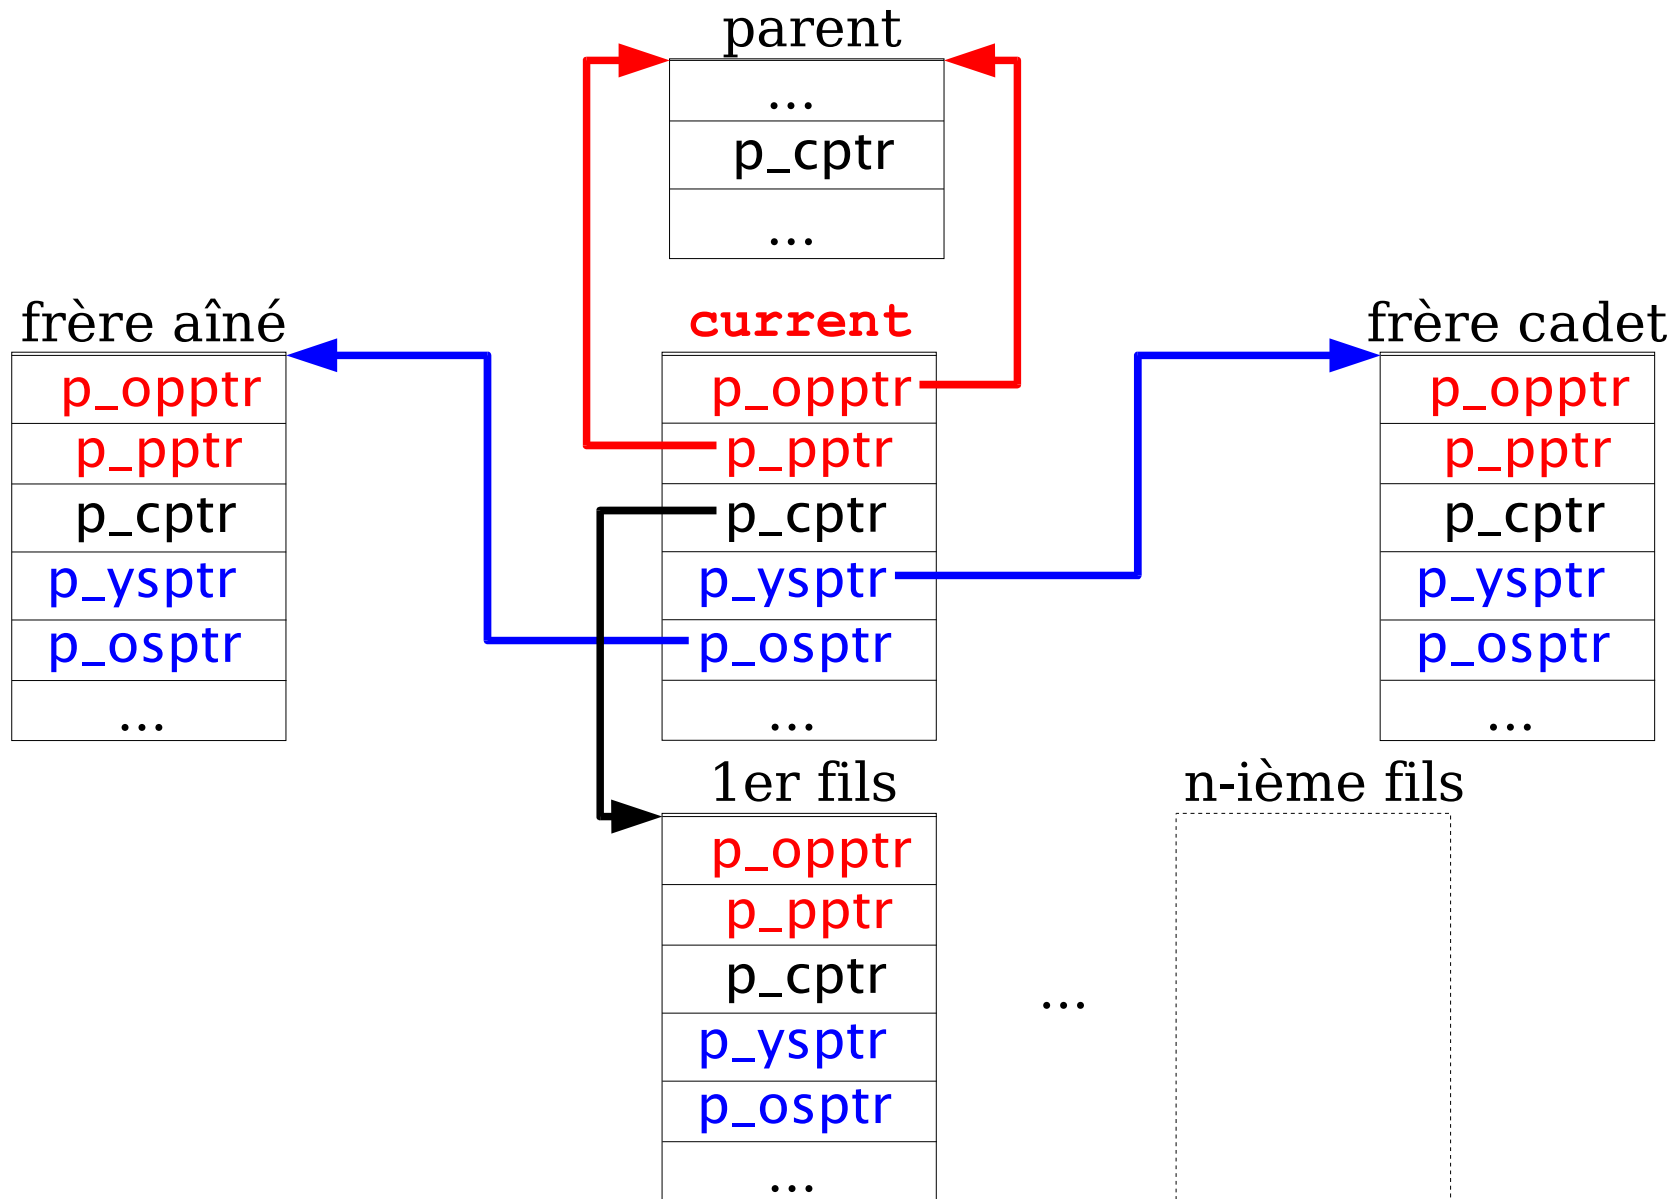 parent
...
p_cptr
...
frère aîné
p_opptr
p_pptr
p_cptr
p_ysptr
p_osptr
...
current
p_opptr
p_pptr
p_cptr
p_ysptr
p_osptr
...
frère cadet
p_opptr
p_pptr
p_cptr
p_ysptr
p_osptr
...
1er fils
p_opptr
p_pptr
p_cptr
p_ysptr
p_osptr
...
...
n-ième fils